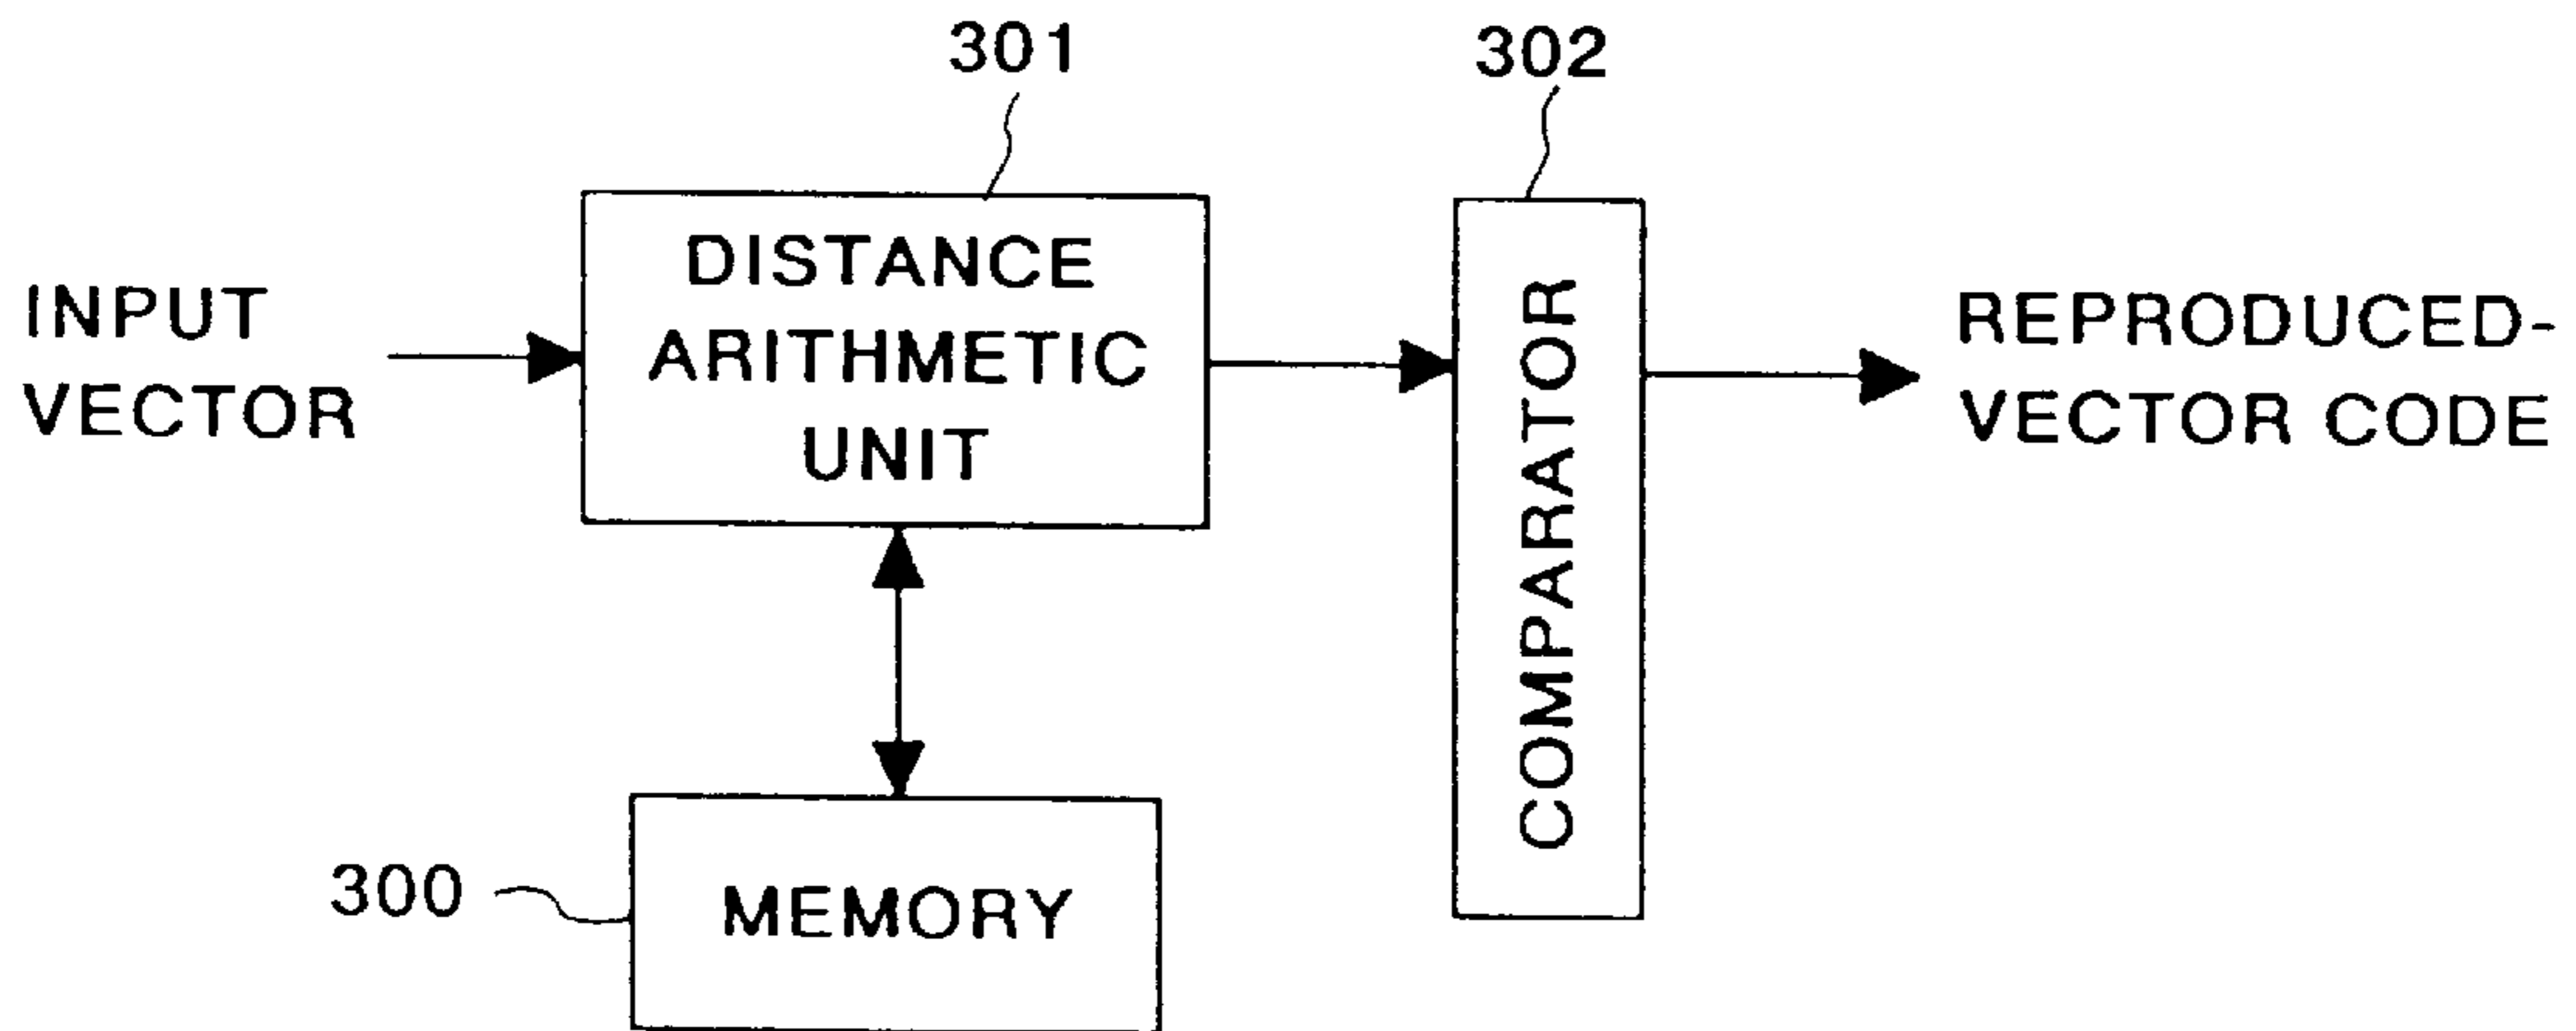 301
302
INPUT
VECTOR
DISTANCE
ARITHMETIC
UNIT
COMPARATOR
REPRODUCED-
VECTOR CODE
300
MEMORY